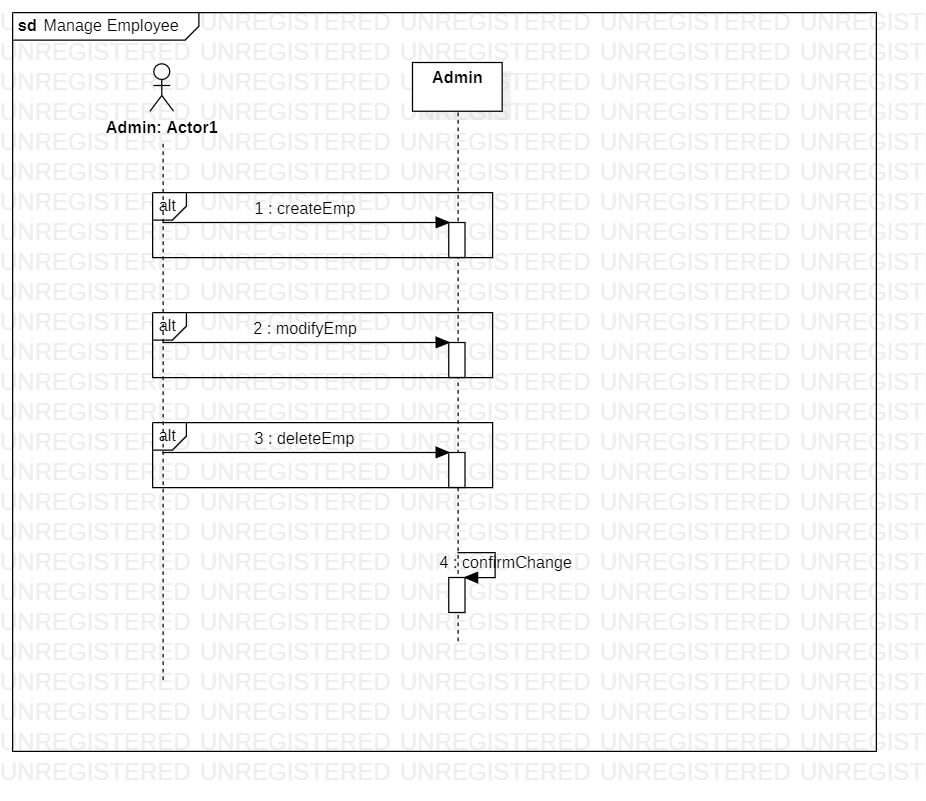 sd Manage Employee
Admin
Admin: Actor1
alt
1 : createEmp
alt
2 : modifyEmp
alt
3 : deleteEmp
4 : confirmChange
UNREGISTERED UNREGISTERED UNREGISTERED UNREGISTERED UNREGIST